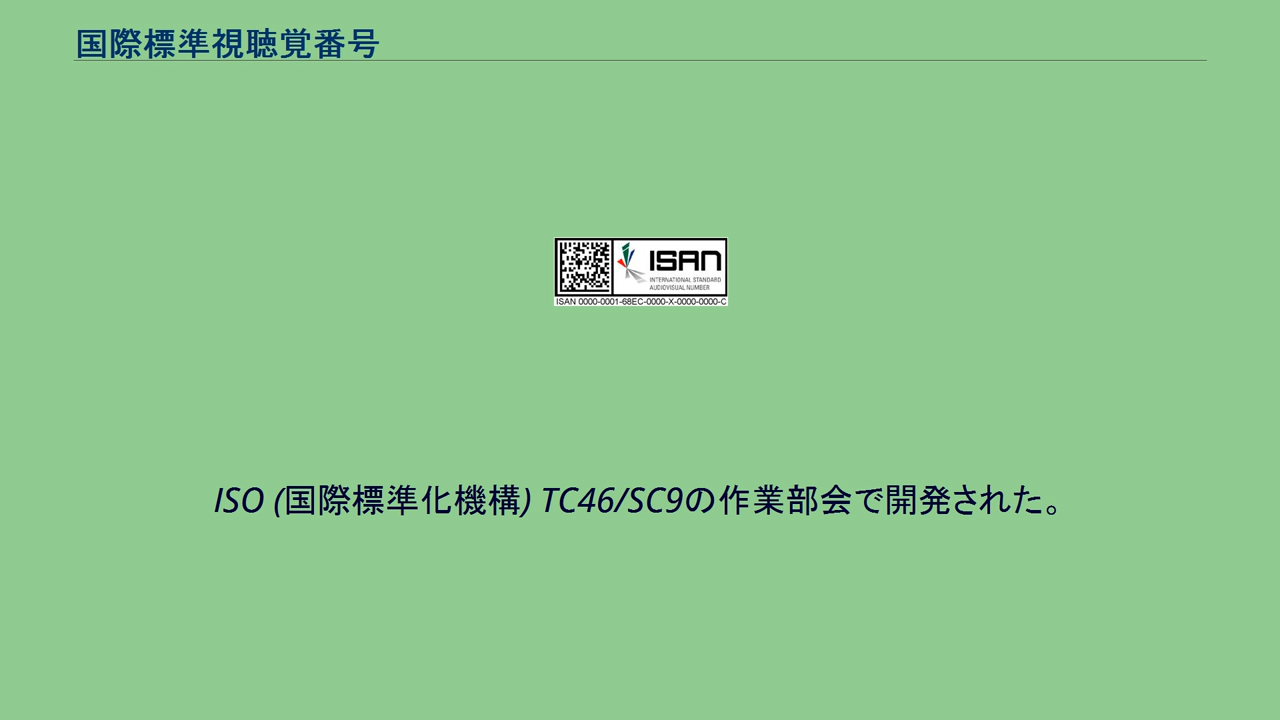 国際標準視聴覚番号
ISAN
INTERNATIONAL STANDARD
AUDIOVISUAL NUMBER
ISAN 0000-0001-68EC-0000-X-0000-0000-C
ISO (国際標準化機構) TC46/SC9の作業部会で開発された。